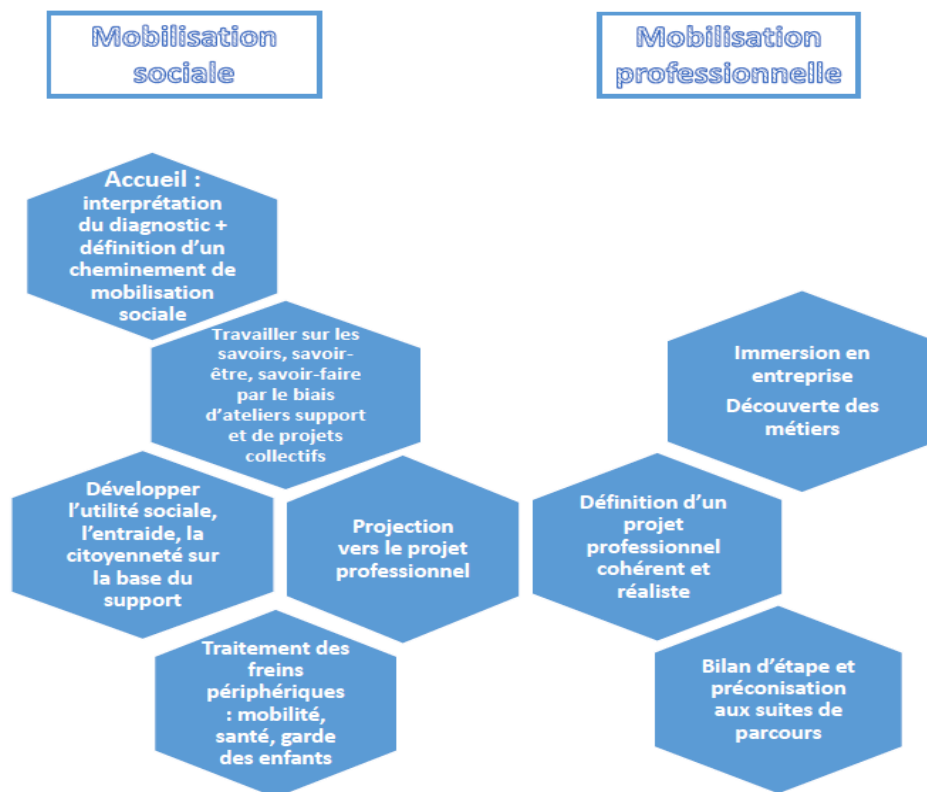 Mobilisation
sociale
Mobilisation
professionnelle
Accueil :
interprétation
du diagnostic +
définition d’un
cheminement de
mobilisation
sociale
Travailler sur les
savoirs, savoir-
être, savoir-faire
par le biais
d’ateliers support
et de projets
collectifs
Développer
l’utilité sociale,
l’entraide, la
citoyenneté sur
la base du
support
Projection
vers le projet
professionnel
Traitement des
freins
périphériques
: mobilité,
santé, garde
des enfants
Immersion en
entreprise
Découverte des
métiers
Définition d’un
projet
professionnel
cohérent et
réaliste
Bilan d’étape et
préconisation
aux suites de
parcours